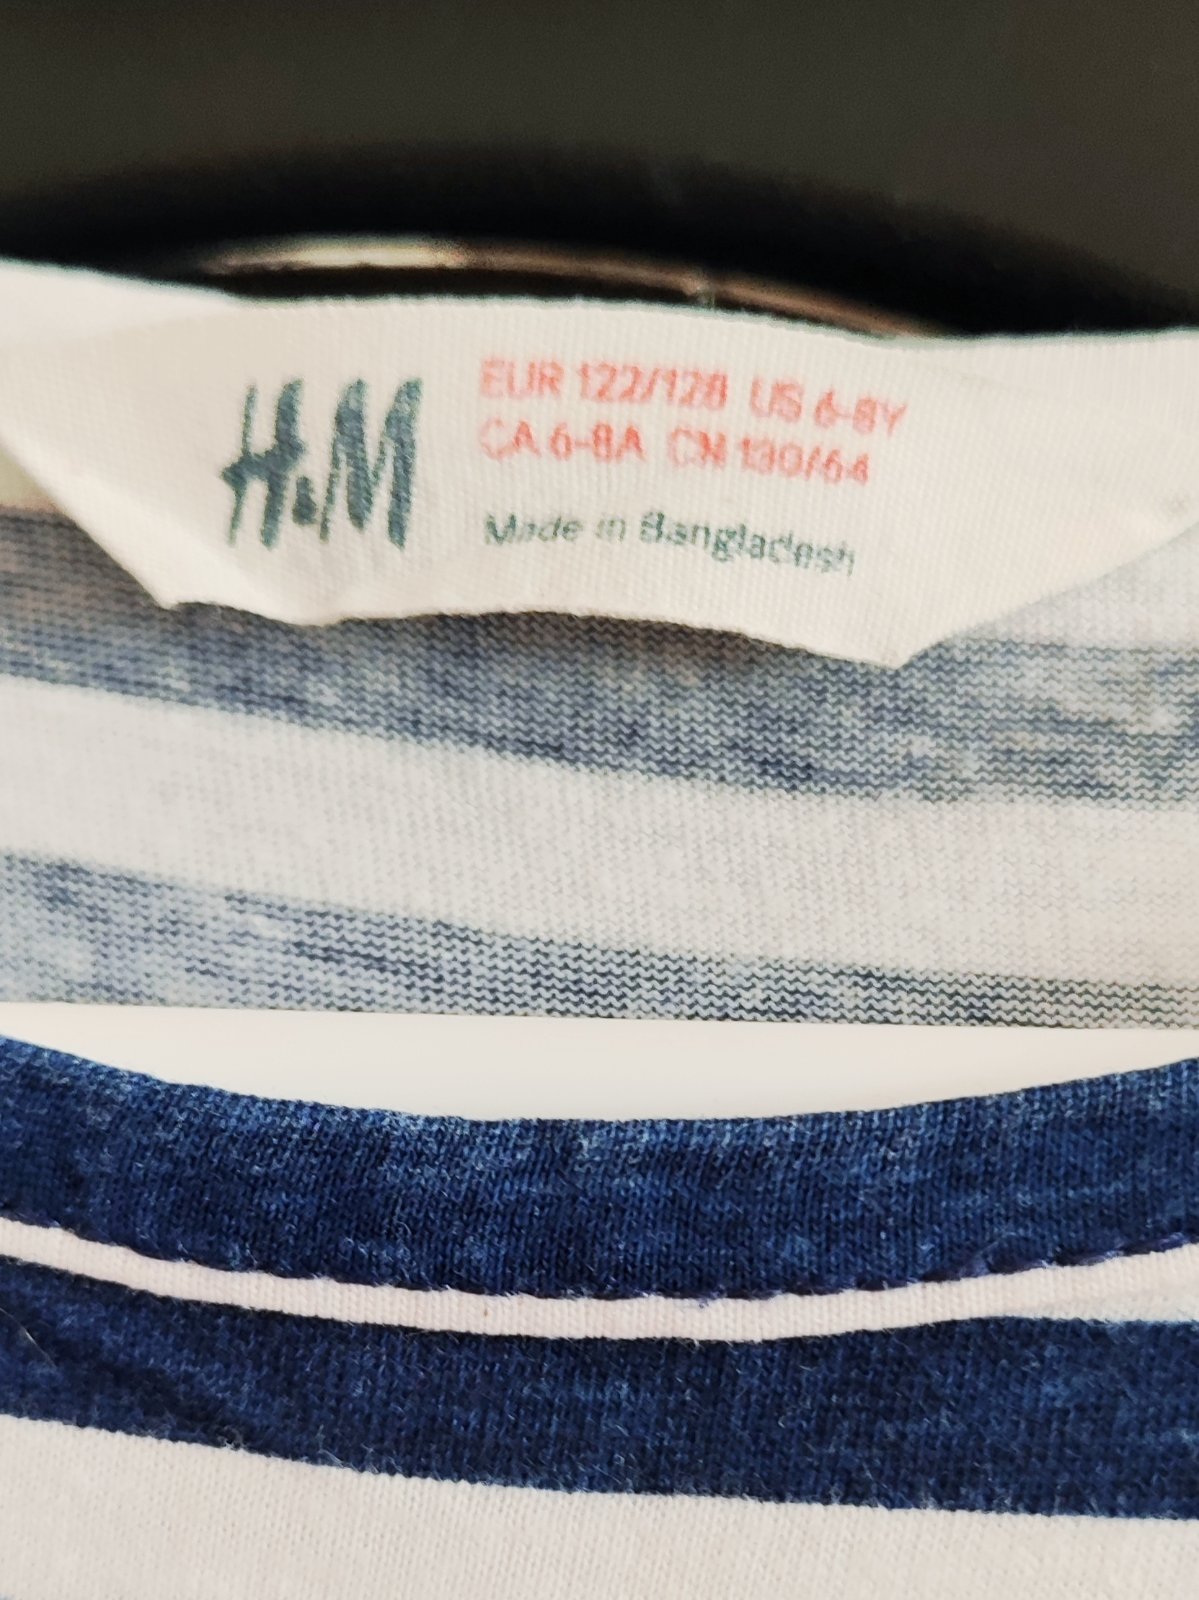 H&M
EUR 122/128 US 6-8Y
CA 6-8A CN 130/64
Made in Bangladesh